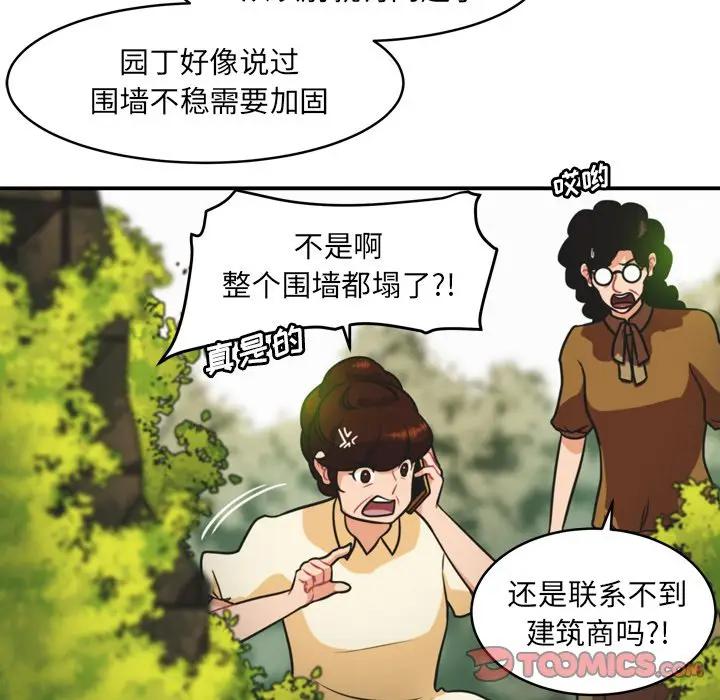 园丁好像说过
围墙不稳需要加固
哎哟
不是啊
整个围墙都塌了?!
真是的
还是联系不到
建筑商吗?!
TOOMICS.COM